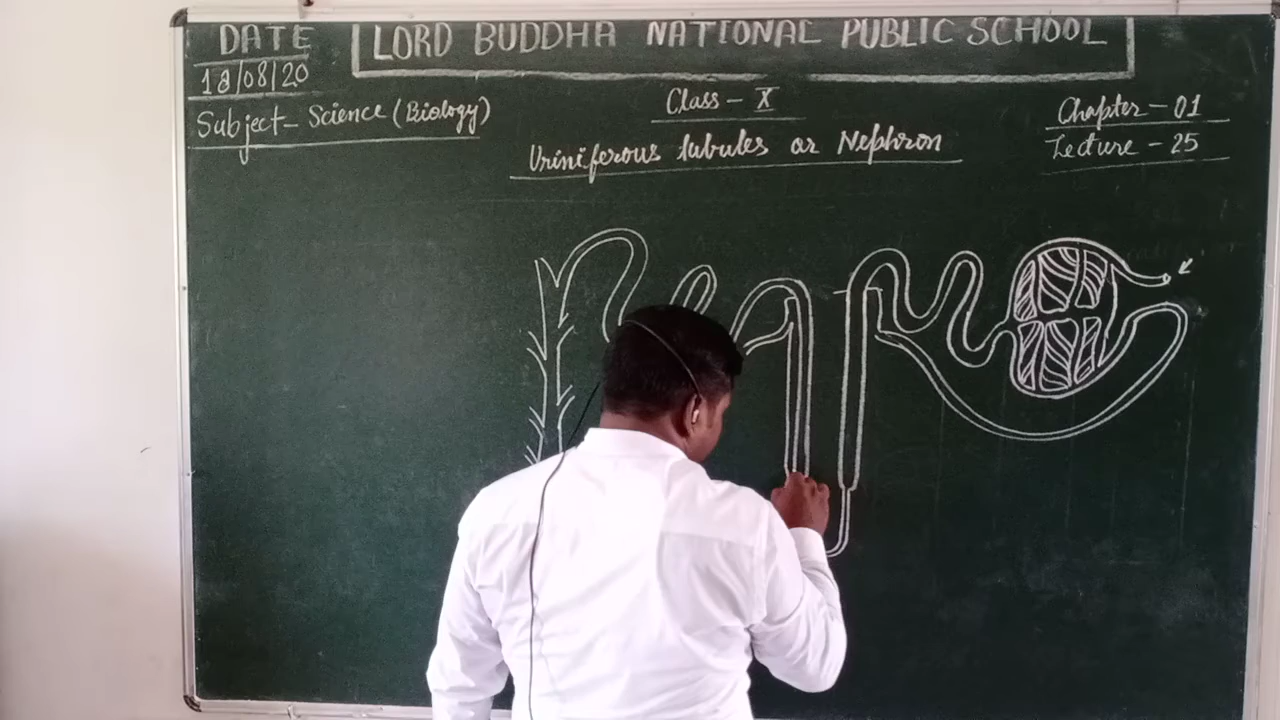 DATE
LORD BUDDHA NATIONAL PUBLIC SCHOOL
18/08/20
Subject - Science (Biology)
Class - X
Chapter - 01
Lecture - 25
Uriniferous tubules or Nephron